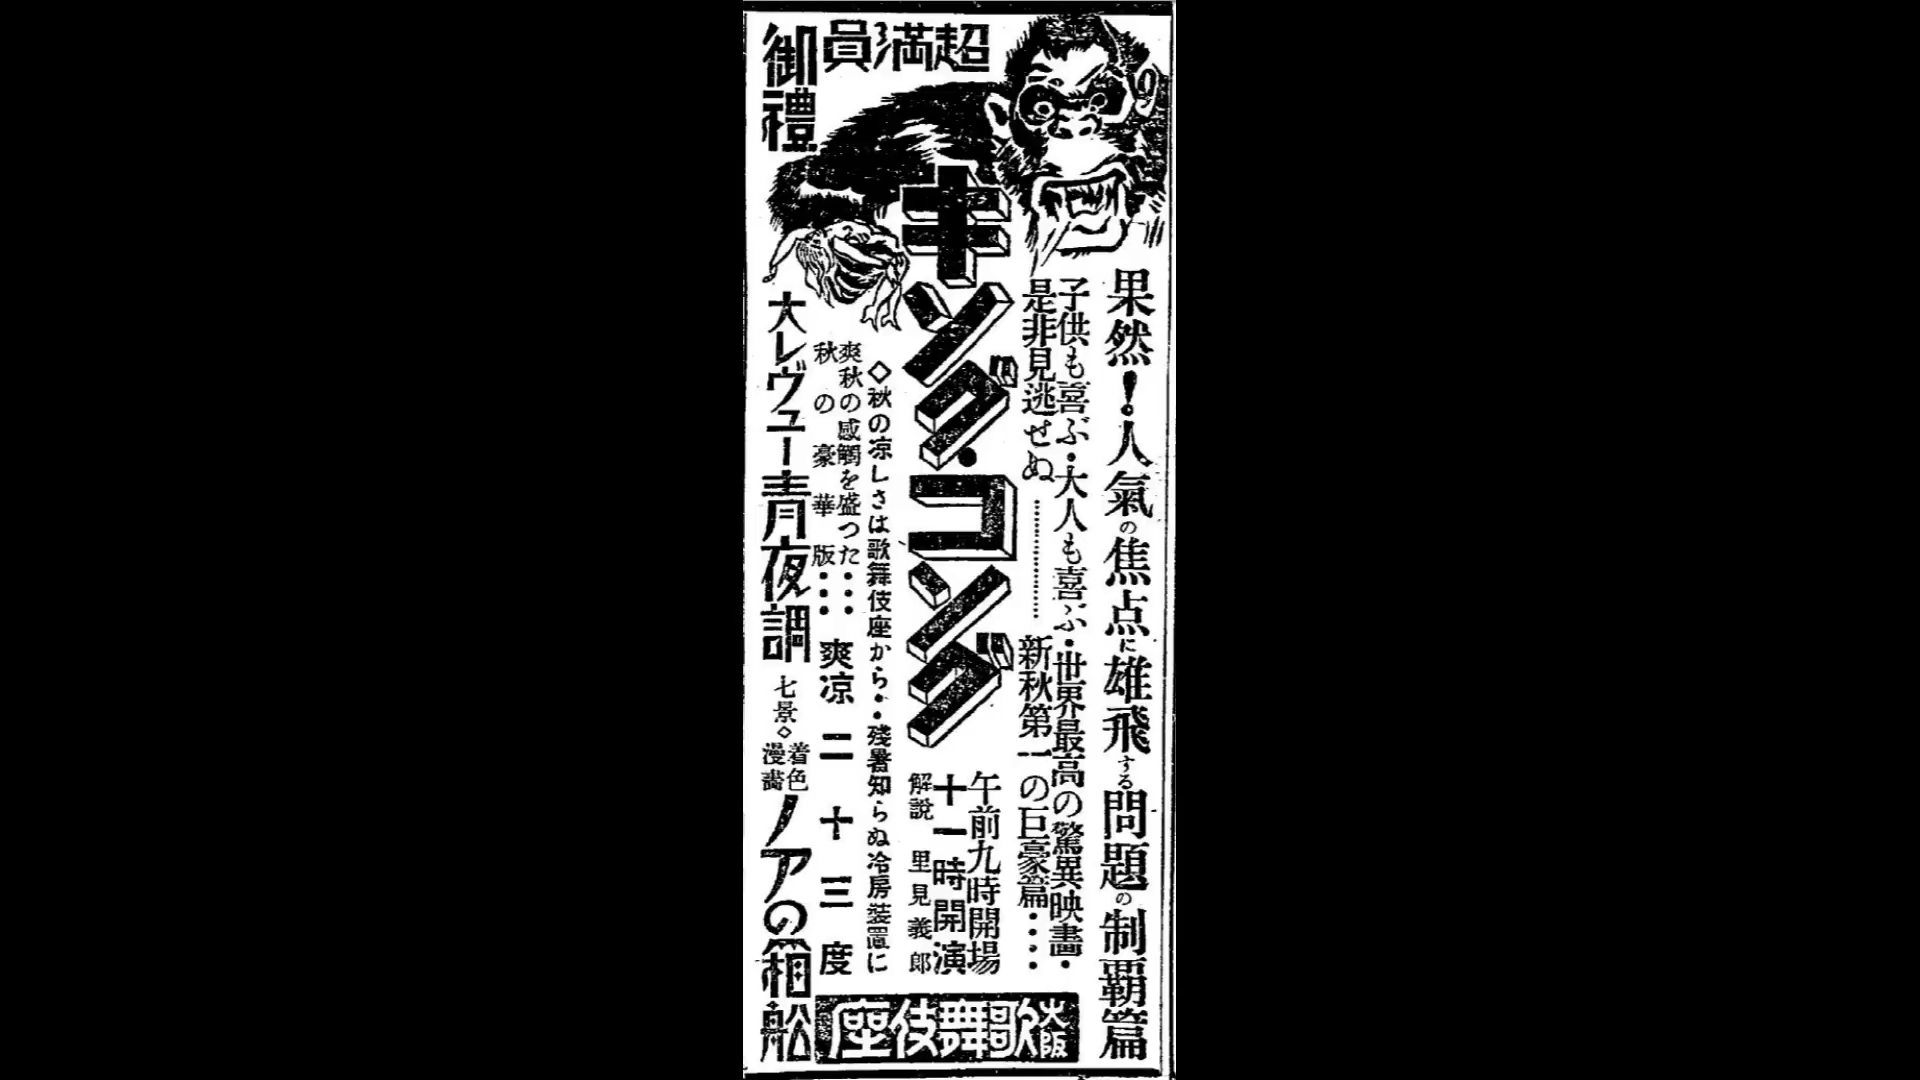 超満員
御禮
果然！人氣の焦点に雄飛する問題の制覇篇
子供も喜ぶ・大人も喜ぶ・世界最高の驚異映畫・
是非見逃せぬ…………新秋第一の巨豪篇・・・・
キング・コング
午前九時開場
十一時開演
解説 里見義郎
◇秋の涼しさは歌舞伎座から・・殘暑知らぬ冷房裝置に
爽秋の感觸を盛つた・・・
秋の豪華版・・・
爽涼二十三度
大レヴュー青夜調 七景◇
着色
漫畵
ノアの箱舩
大阪
歌舞伎座